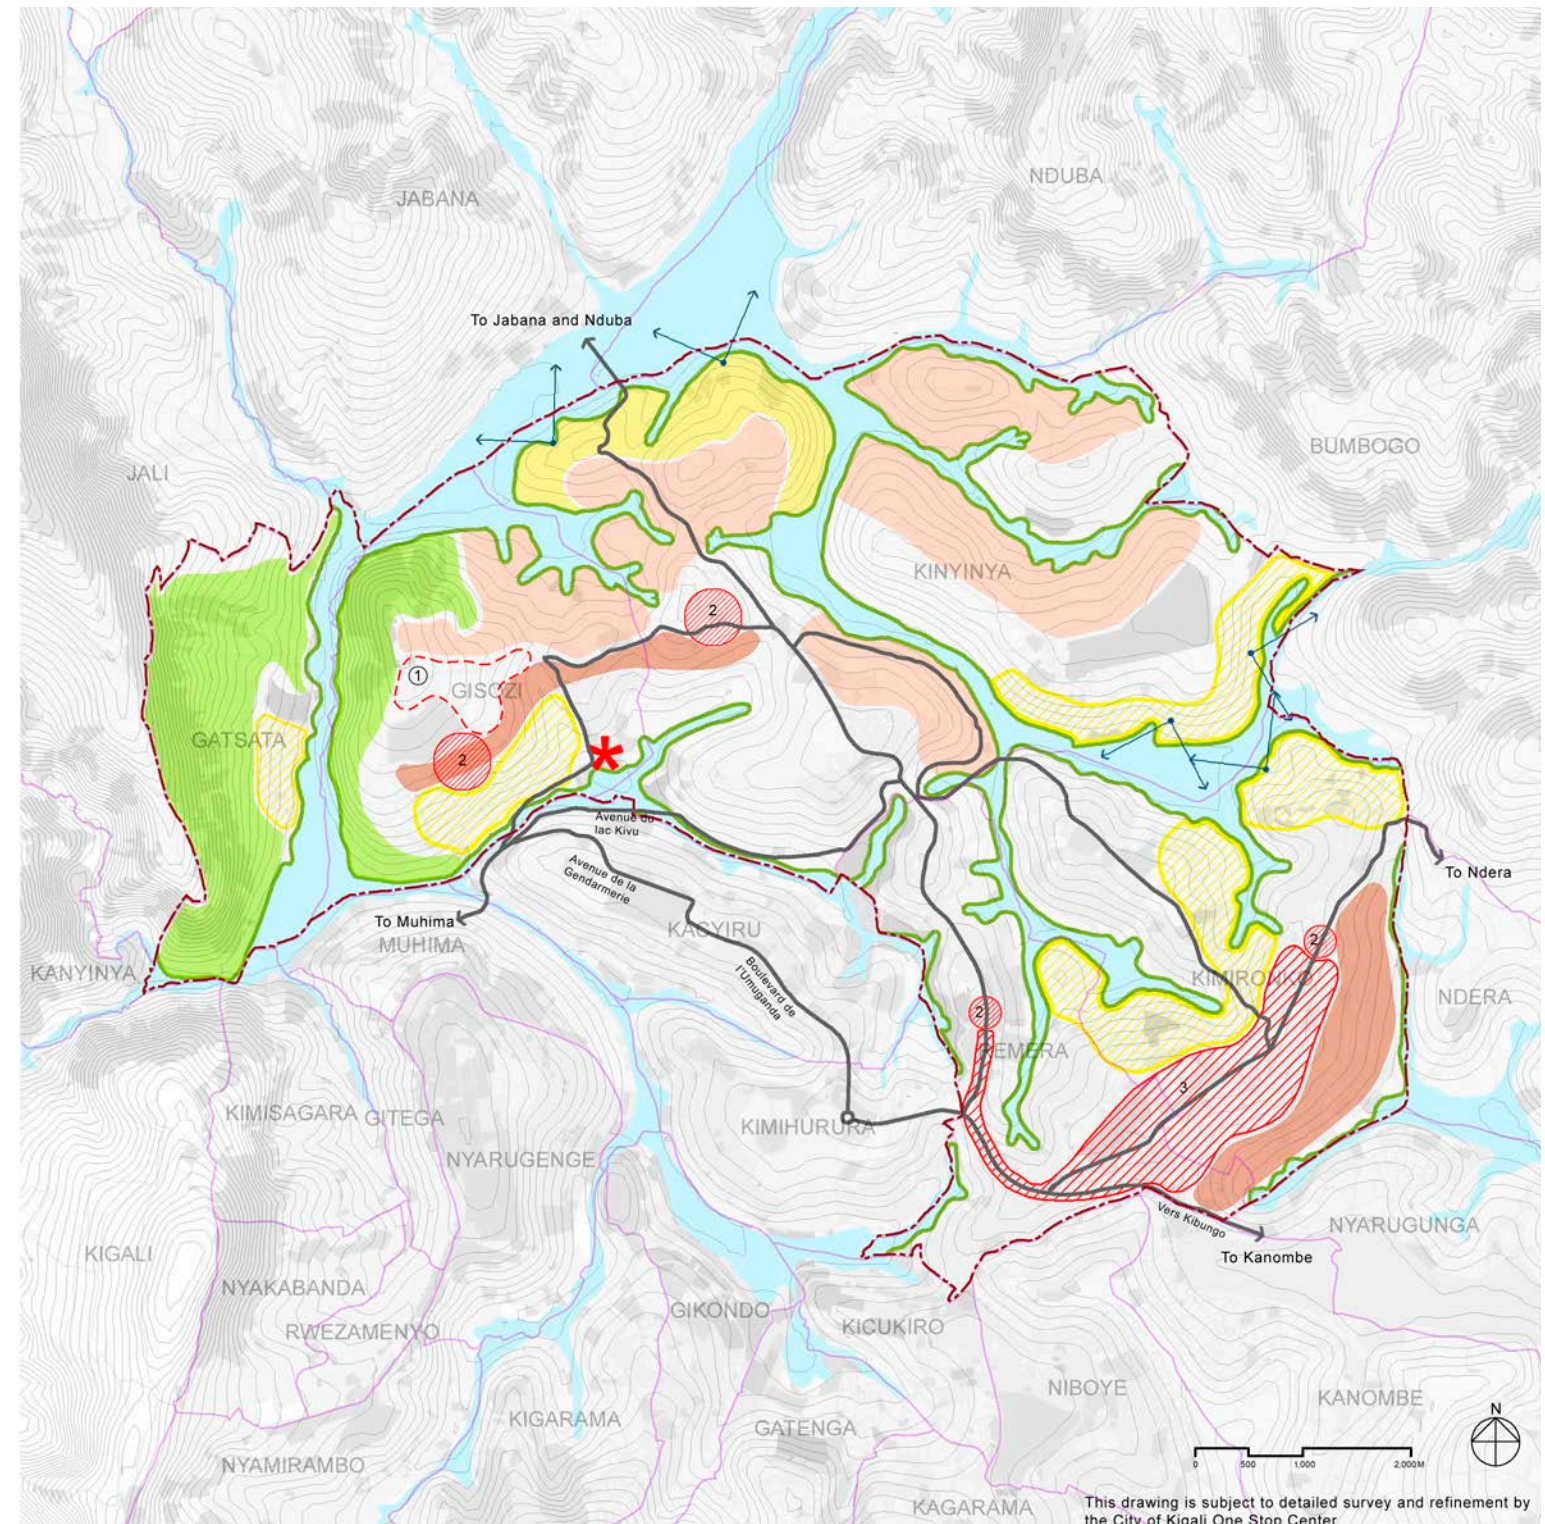 NDUBA
JABANA
To Jabana and Nduba
BUMBOGO
JALI
KINYINYA
2
1
GISOZI
GATSATA
2
Avenue du
lac Kivu
Avenue de la
Gendarmerie
To Ndera
To Muhima
MUHIMA
KACYIRU
2
KANYINYA
KIMIRONKO
Boulevard de
l'Umuganda
NDERA
2
REMERA
3
KIMISAGARA
GITEGA
KIMIHURURA
NYARUGENGE
Vers Kibungo
NYARUGUNGA
KIGALI
To Kanombe
NYAKABANDA
GIKONDO
RWEZAMENYO
KICUKIRO
NIBOYE
KANOMBE
KIGARAMA
N
GATENGA
NYAMIRAMBO
0 500 1,000 2,000M
KAGARAMA
This drawing is subject to detailed survey and refinement by
the City of Kigali One Stop Center